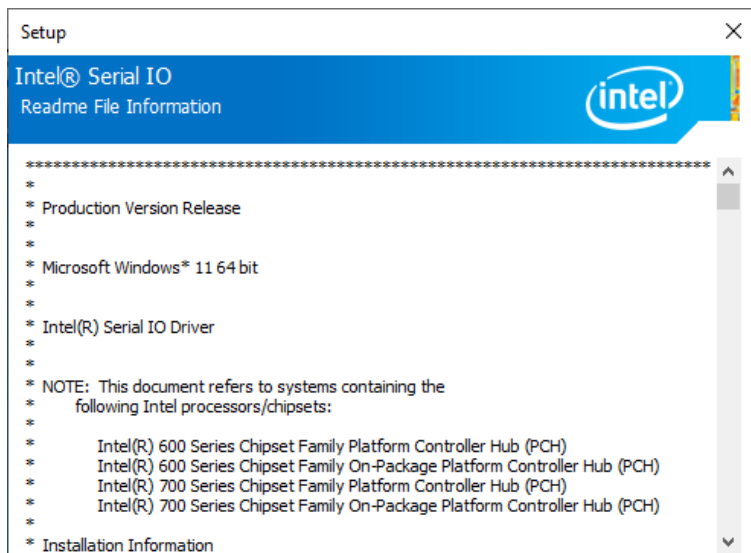 Setup
Intel® Serial IO
Readme File Information
intel
***************************************************************************
*
* Production Version Release
*
*
* Microsoft Windows* 11 64 bit
*
*
* Intel(R) Serial IO Driver
*
*
* NOTE: This document refers to systems containing the
* following Intel processors/chipsets:
*
* Intel(R) 600 Series Chipset Family Platform Controller Hub (PCH)
* Intel(R) 600 Series Chipset Family On-Package Platform Controller Hub (PCH)
* Intel(R) 700 Series Chipset Family Platform Controller Hub (PCH)
* Intel(R) 700 Series Chipset Family On-Package Platform Controller Hub (PCH)
*
* Installation Information